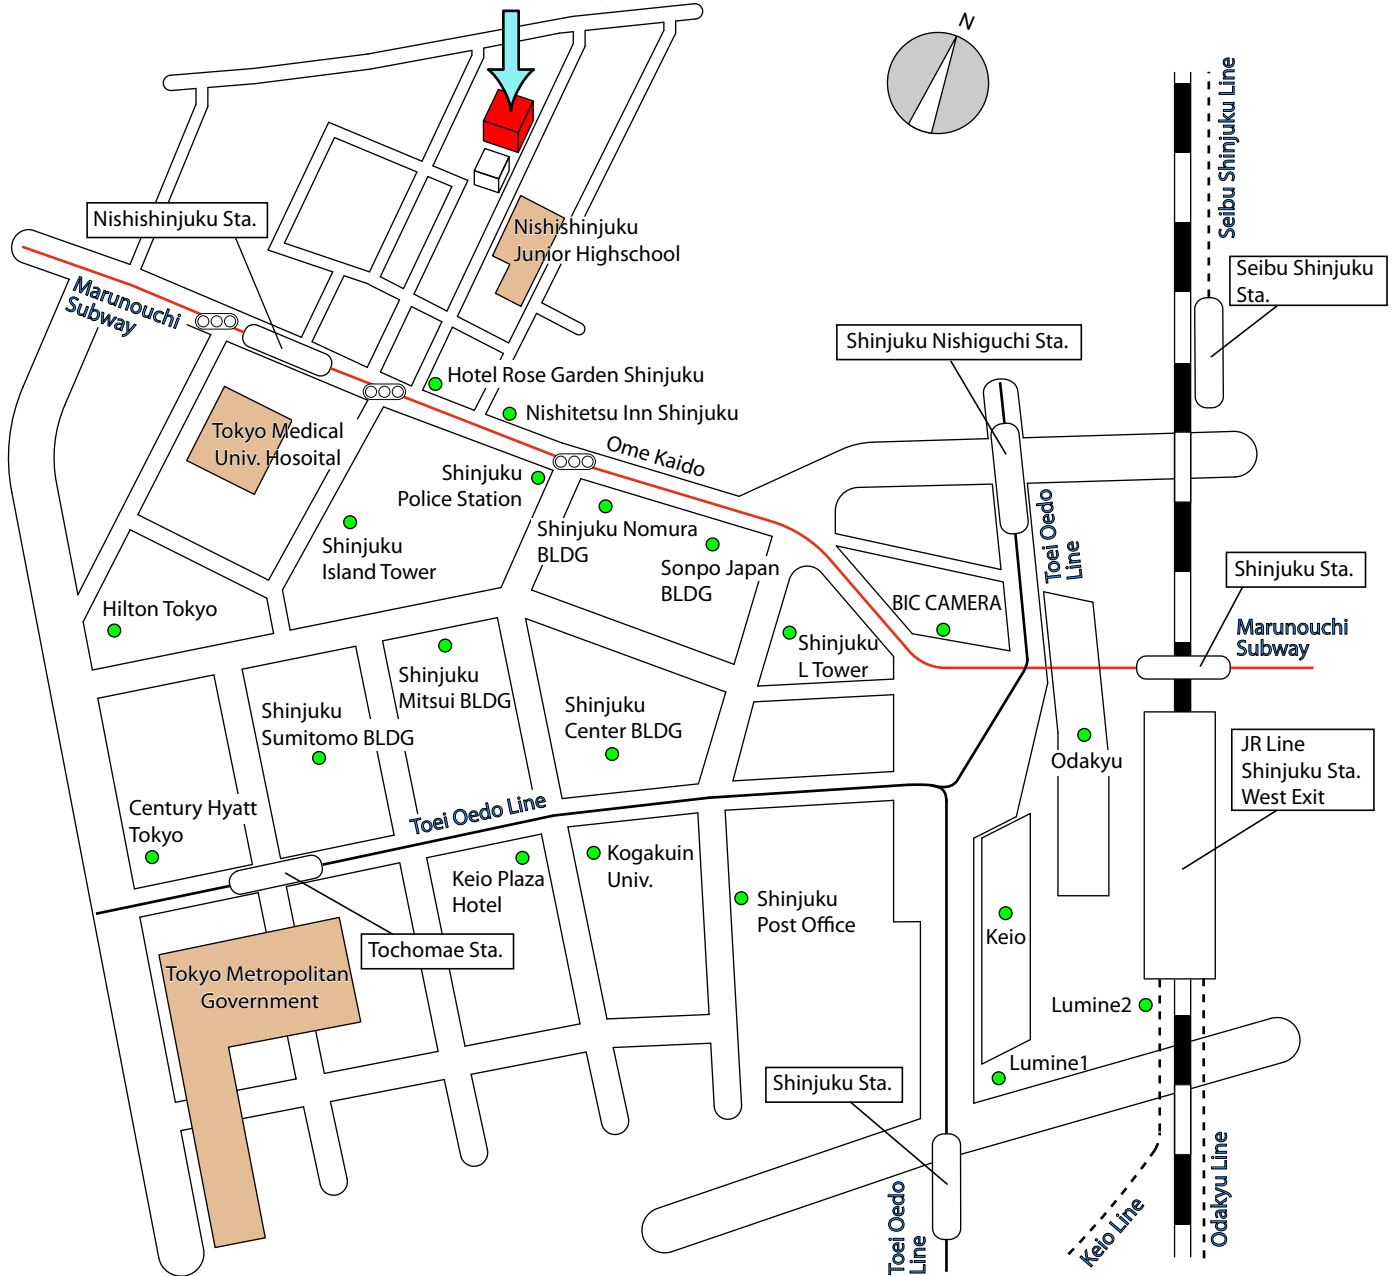 N
Seibu Shinjuku Line
Nishishinjuku Sta.
Nishishinjuku
Junior Highschool
Seibu Shinjuku
Sta.
Marunouchi
Subway
Shinjuku Nishiguchi Sta.
Hotel Rose Garden Shinjuku
Nishitetsu Inn Shinjuku
Tokyo Medical
Univ. Hosoital
Ome Kaido
Shinjuku
Police Station
Toei Oedo
Line
Shinjuku Nomura
BLDG
Shinjuku
Island Tower
Sonpo Japan
BLDG
Shinjuku Sta.
Hilton Tokyo
BIC CAMERA
Marunouchi
Subway
Shinjuku
L Tower
Shinjuku
Mitsui BLDG
Shinjuku
Sumitomo BLDG
Shinjuku
Center BLDG
Odakyu
JR Line
Shinjuku Sta.
West Exit
Century Hyatt
Tokyo
Toei Oedo Line
Keio Plaza
Hotel
Kogakuin
Univ.
Shinjuku
Post Office
Keio
Tochomae Sta.
Tokyo Metropolitan
Government
Lumine2
Lumine1
Shinjuku Sta.
Toei Oedo
Line
Keio Line
Odakyu Line